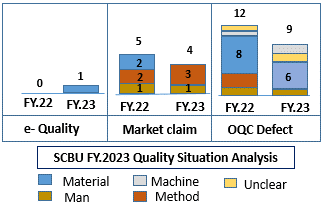 12
5
9
4
0
1
2
2
1
3
1
8
6
FY.22 FY.23 FY.22 FY.23 FY.22 FY.23
e- Quality Market claim OQC Defect
SCBU FY.2023 Quality Situation Analysis
Material Machine Unclear
Man Method